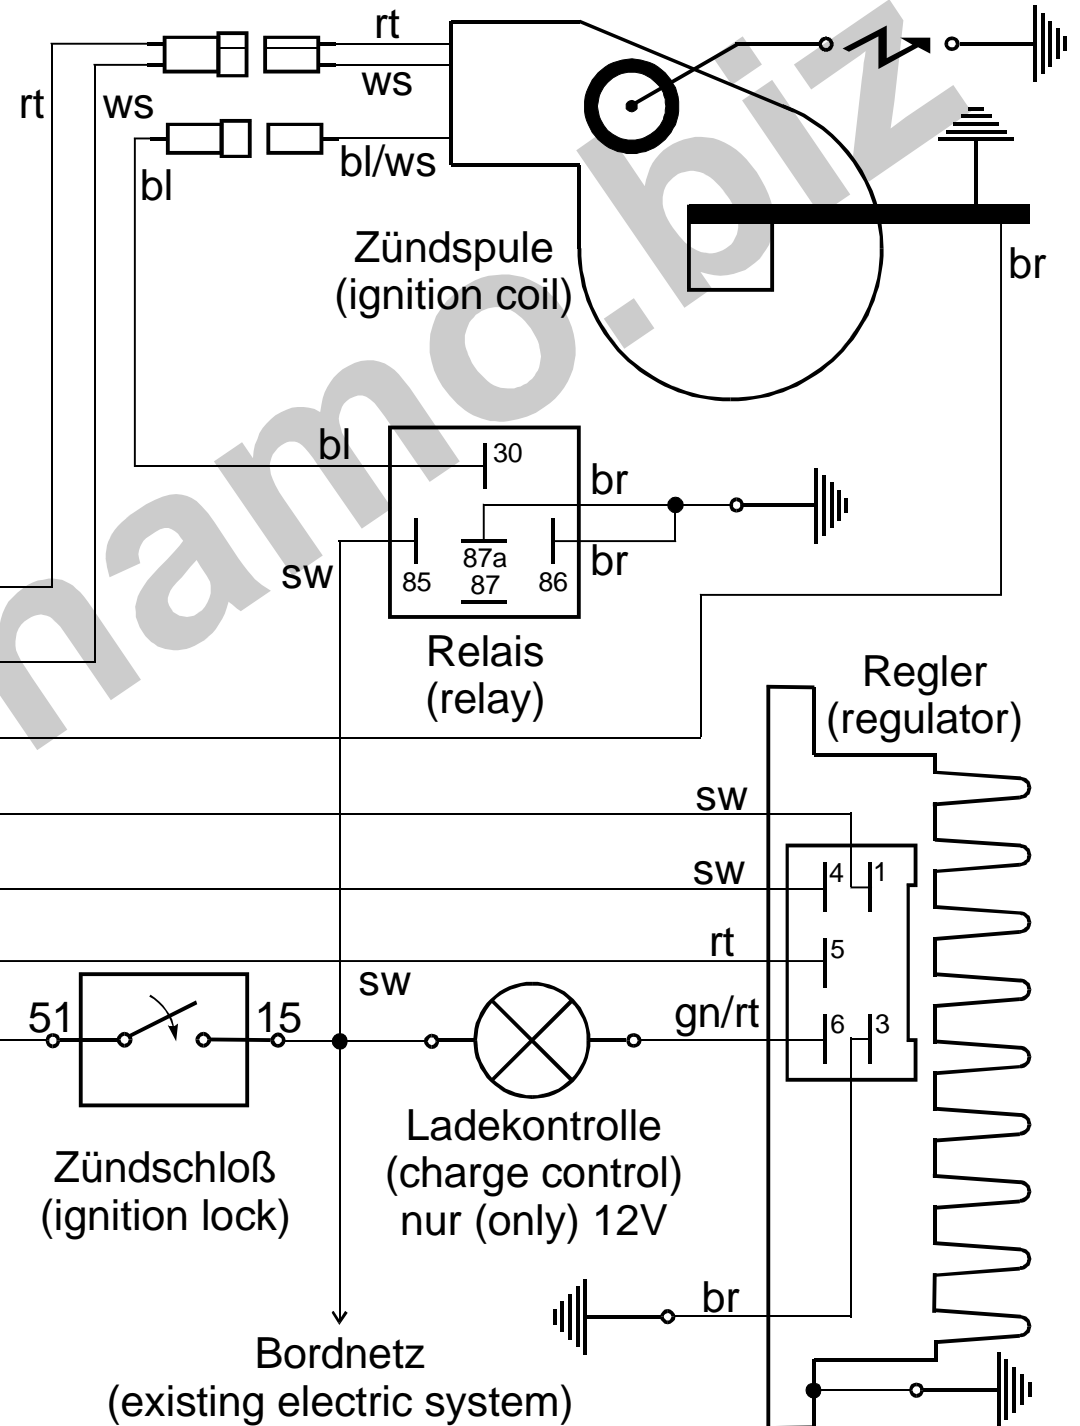 rt
ws
rt
ws
bl/ws
bl
Zündspule
(ignition coil)
br
bl
30
br
87a
87
85
86
br
sw
Relais
(relay)
Regler
(regulator)
sw
4
1
sw
rt
5
sw
gn/rt
6
3
51
15
Ladekontrolle
(charge control)
nur (only) 12V
Zündschloß
(ignition lock)
br
Bordnetz
(existing electric system)
namo.biz